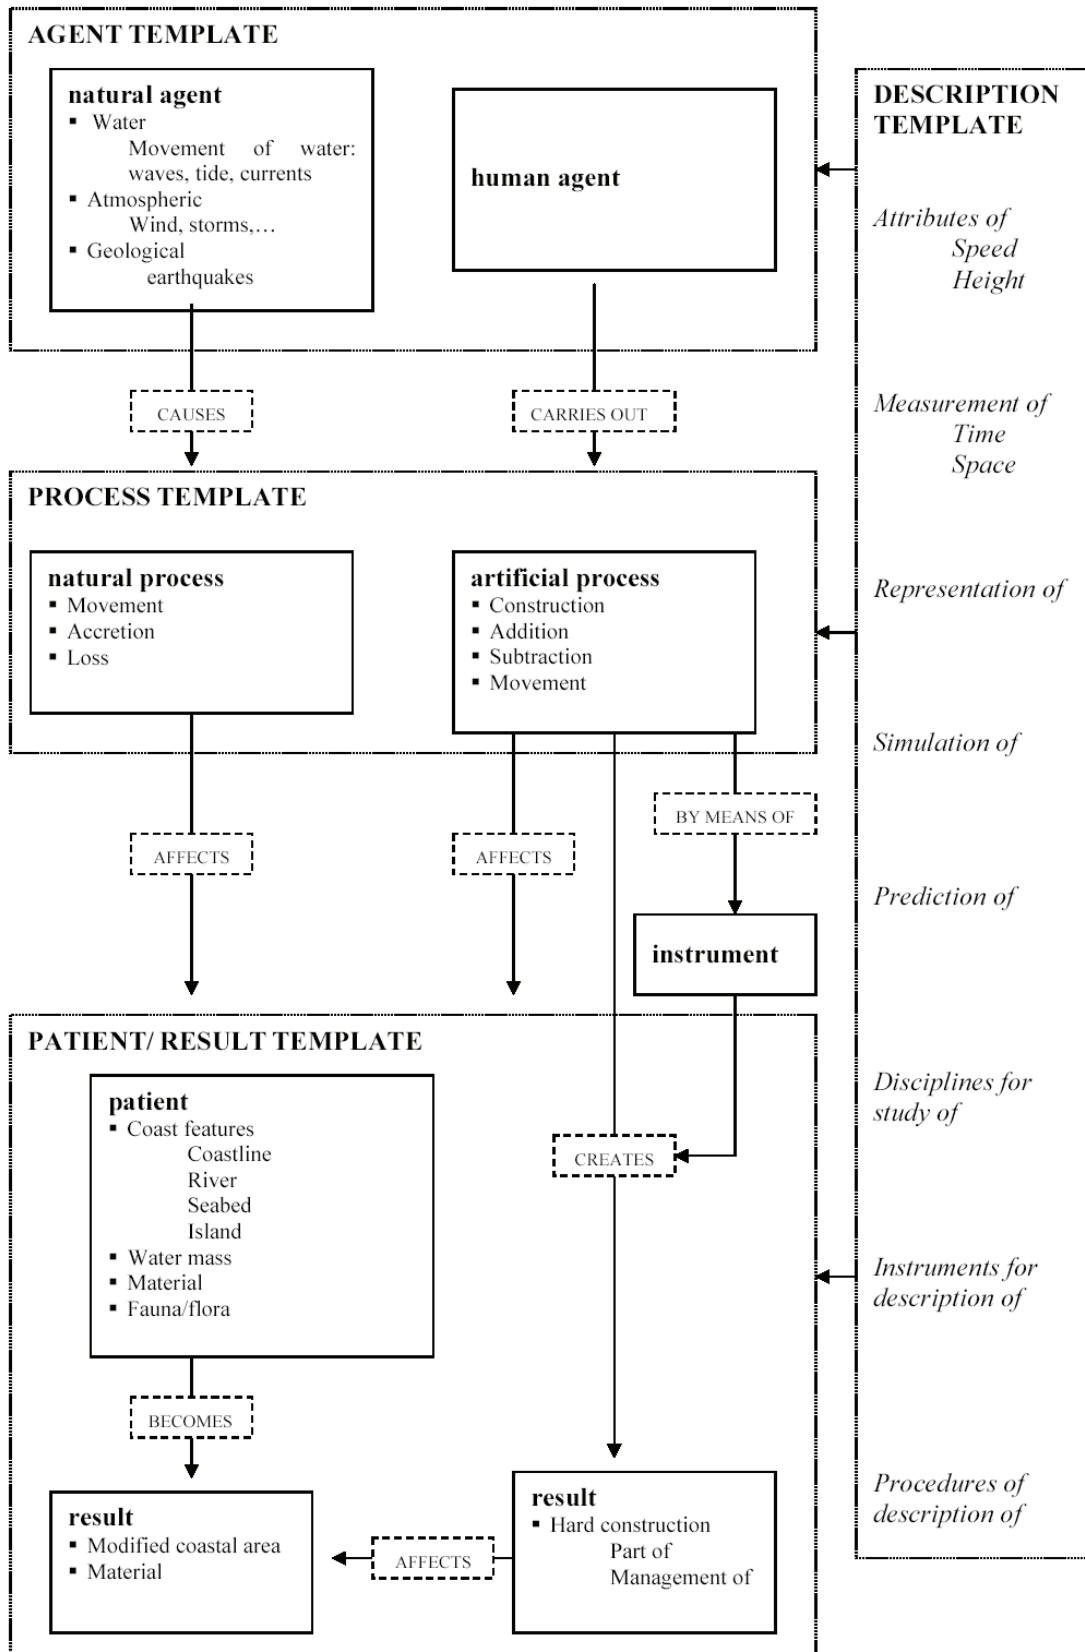 AGENT TEMPLATE
natural agent
▪ Water
Movement of water:
waves, tide, currents
▪ Atmospheric
Wind, storms,…
▪ Geological
earthquakes
human agent
CAUSES
CARRIES OUT
PROCESS TEMPLATE
natural process
▪ Movement
▪ Accretion
▪ Loss
artificial process
▪ Construction
▪ Addition
▪ Subtraction
▪ Movement
AFFECTS
AFFECTS
BY MEANS OF
instrument
PATIENT/ RESULT TEMPLATE
patient
▪ Coast features
Coastline
River
Seabed
Island
▪ Water mass
▪ Material
▪ Fauna/flora
CREATES
BECOMES
result
▪ Modified coastal area
▪ Material
AFFECTS
result
▪ Hard construction
Part of
Management of
DESCRIPTION
TEMPLATE
Attributes of
Speed
Height
Measurement of
Time
Space
Representation of
Simulation of
Prediction of
Disciplines for
study of
Instruments for
description of
Procedures of
description of